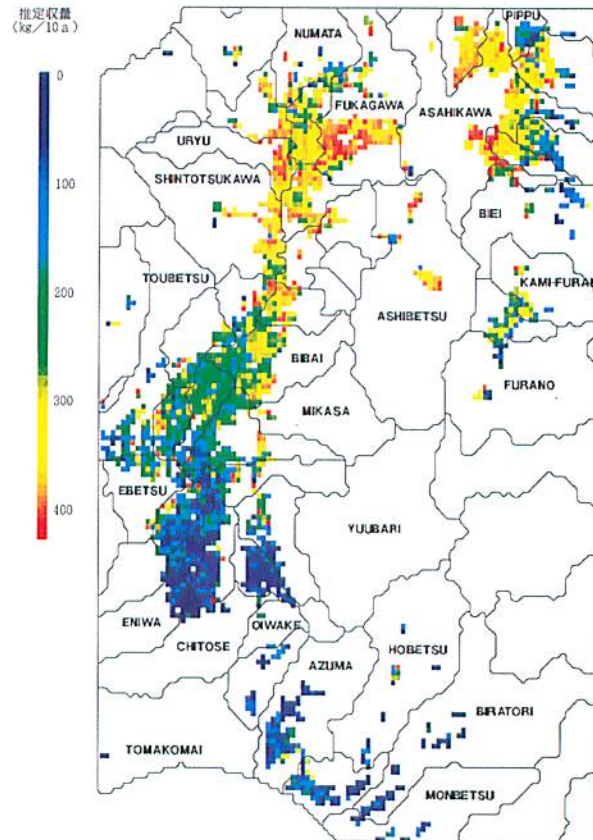 推定収量
(kg／10a)
0
100
200
300
400
PIPPU
NUMATA
FUKAGAWA
ASAHIKAWA
URYU
SHINTOTSUKAWA
BIEI
TOUBETSU
KAMI-FURAN
ASHIBETSU
BIBAI
FURANO
MIKASA
EBETSU
YUUBARI
ENIWA
OIWAKE
CHITOSE
AZUMA
HOBETSU
BIRATORI
TOMAKOMAI
MONBETSU